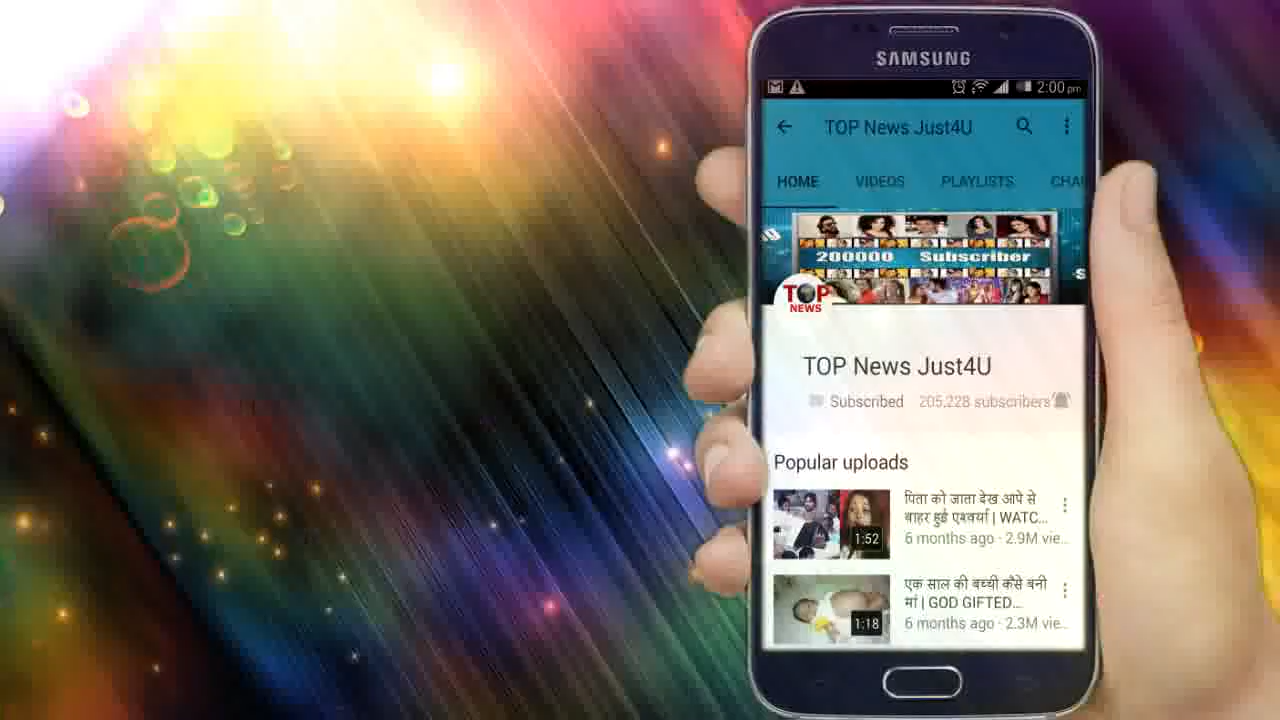 SAMSUNG
2:00 pm
TOP News Just4U
HOME VIDEOS PLAYLISTS CHA
200000 Subscriber
TOP
NEWS
TOP News Just4U
Subscribed 205,228 subscribers
Popular uploads
पिता को जाता देख आपे से
बाहर हुई एश्वर्या | WATC...
6 months ago · 2.9M vie...
1:52
एक साल की बच्ची कैसे बनी
मां | GOD GIFTED...
6 months ago · 2.3M vie...
1:18